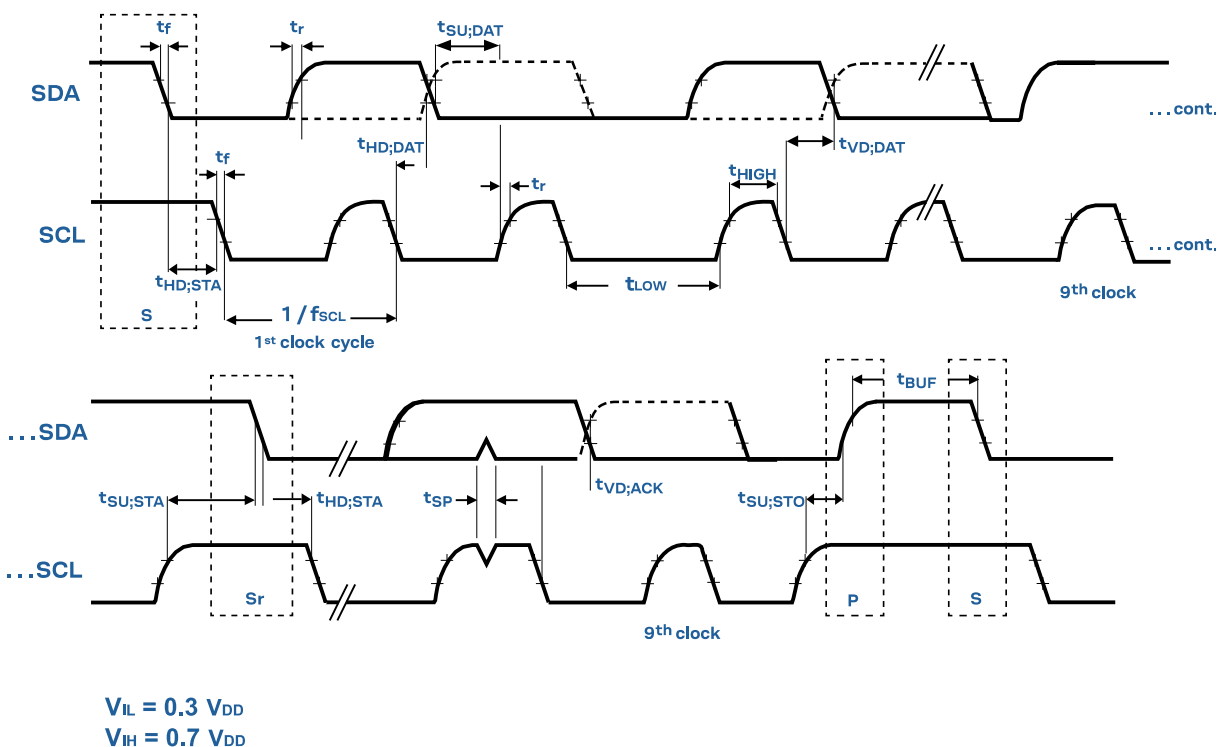 tf
tr
tSU;DAT
SDA
...cont.
tHD;DAT
tVD;DAT
tf
tr
tHIGH
SCL
...cont.
tHD;STA
tLOW
S
1 / fSCL
1st clock cycle
9th clock
tBUF
...SDA
tSU;STA
tHD;STA
tSP
tVD;ACK
tSU;STO
...SCL
Sr
P
S
9th clock
VIL = 0.3 VDD
VIH = 0.7 VDD